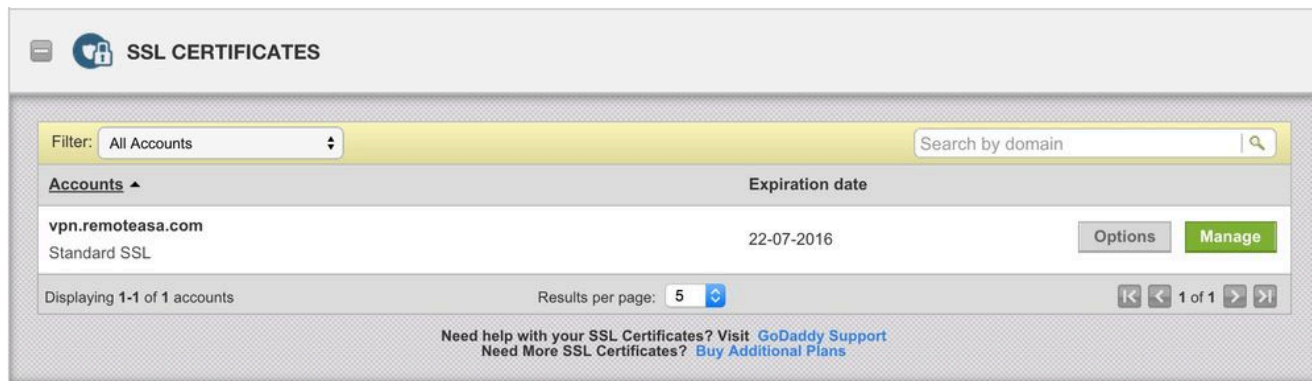 SSL CERTIFICATES
Filter: All Accounts Search by domain
Accounts Expiration date
vpn.remoteasa.com
Standard SSL 22-07-2016 Options Manage
Displaying 1-1 of 1 accounts Results per page: 5 1 of 1
Need help with your SSL Certificates? Visit GoDaddy Support
Need More SSL Certificates? Buy Additional Plans